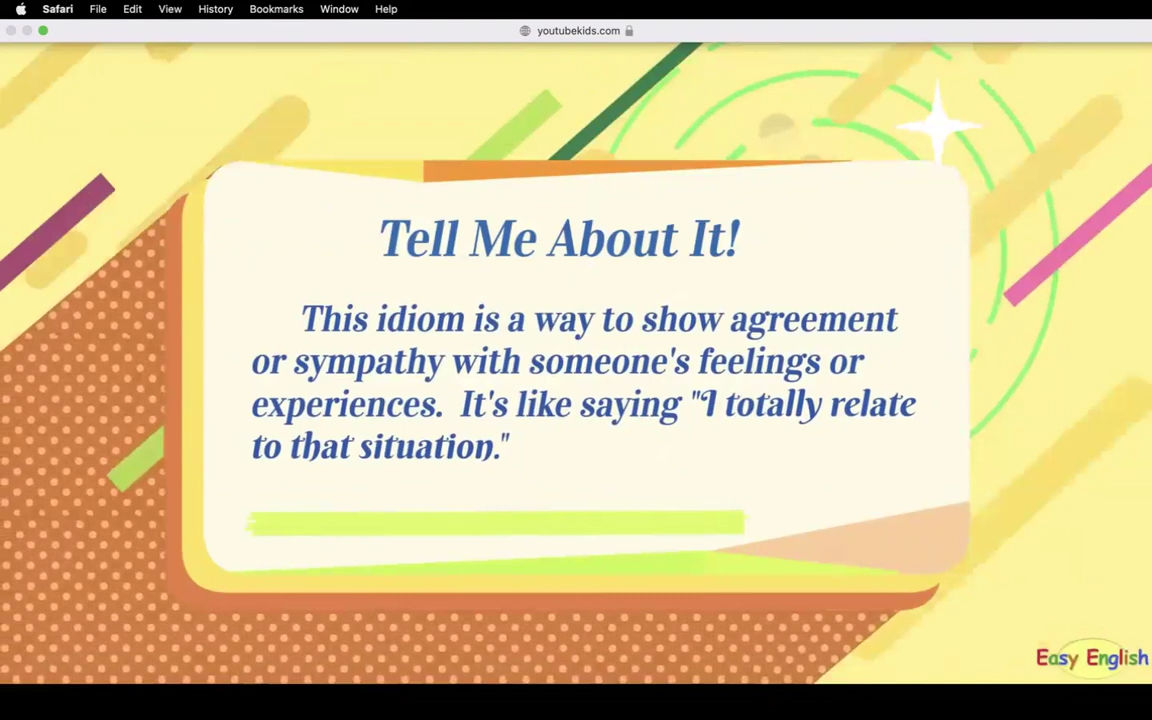 Safari File Edit View History Bookmarks Window Help
youtubekids.com
Tell Me About It!
This idiom is a way to show agreement
or sympathy with someone's feelings or
experiences.  It's like saying "I totally relate
to that situation."
Easy English